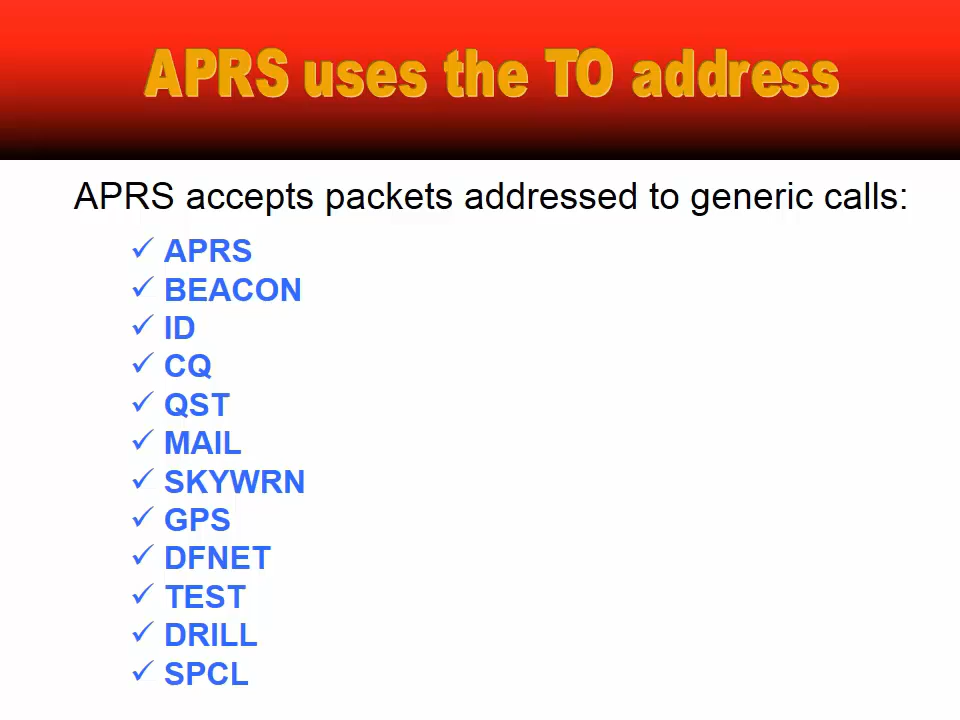 APRS uses the TO address
APRS accepts packets addressed to generic calls:
✓ APRS
✓ BEACON
✓ ID
✓ CQ
✓ QST
✓ MAIL
✓ SKYWRN
✓ GPS
✓ DFNET
✓ TEST
✓ DRILL
✓ SPCL